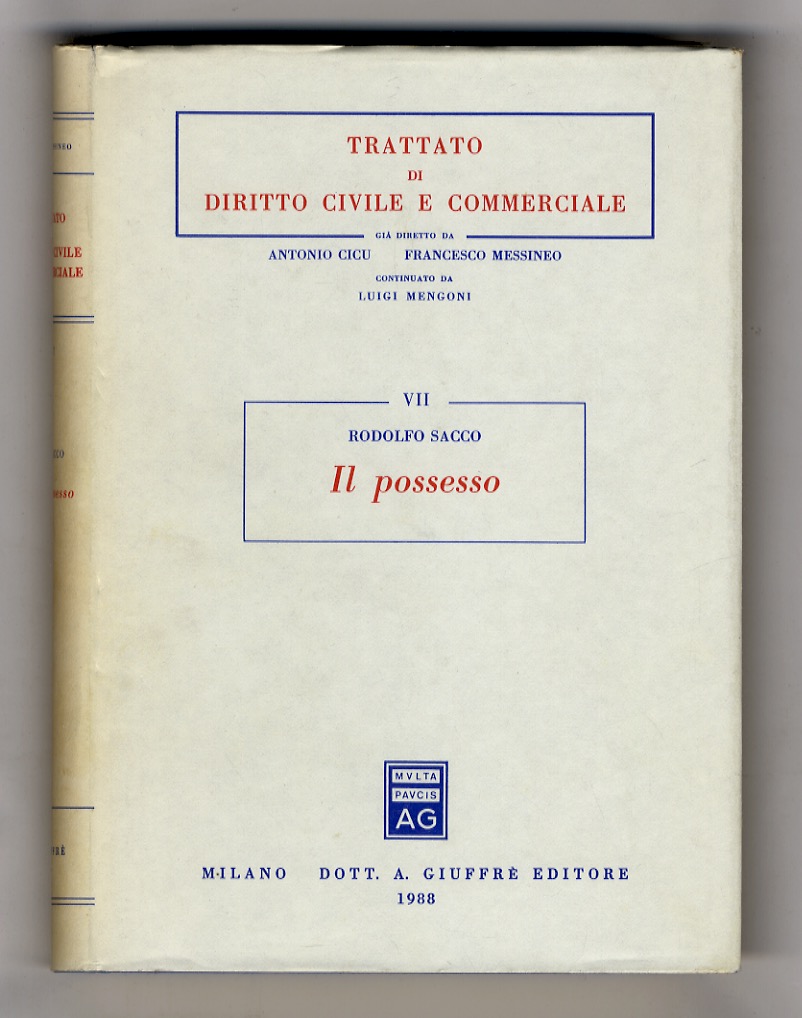 TRATTATO
DI
DIRITTO CIVILE E COMMERCIALE
GIÀ DIRETTO DA
ANTONIO CICU FRANCESCO MESSINEO
CONTINUATO DA
LUIGI MENGONI
VII
RODOLFO SACCO
Il possesso
MVLTA
PAVCIS
AG
MILANO DOTT. A. GIUFFRÈ EDITORE
1988